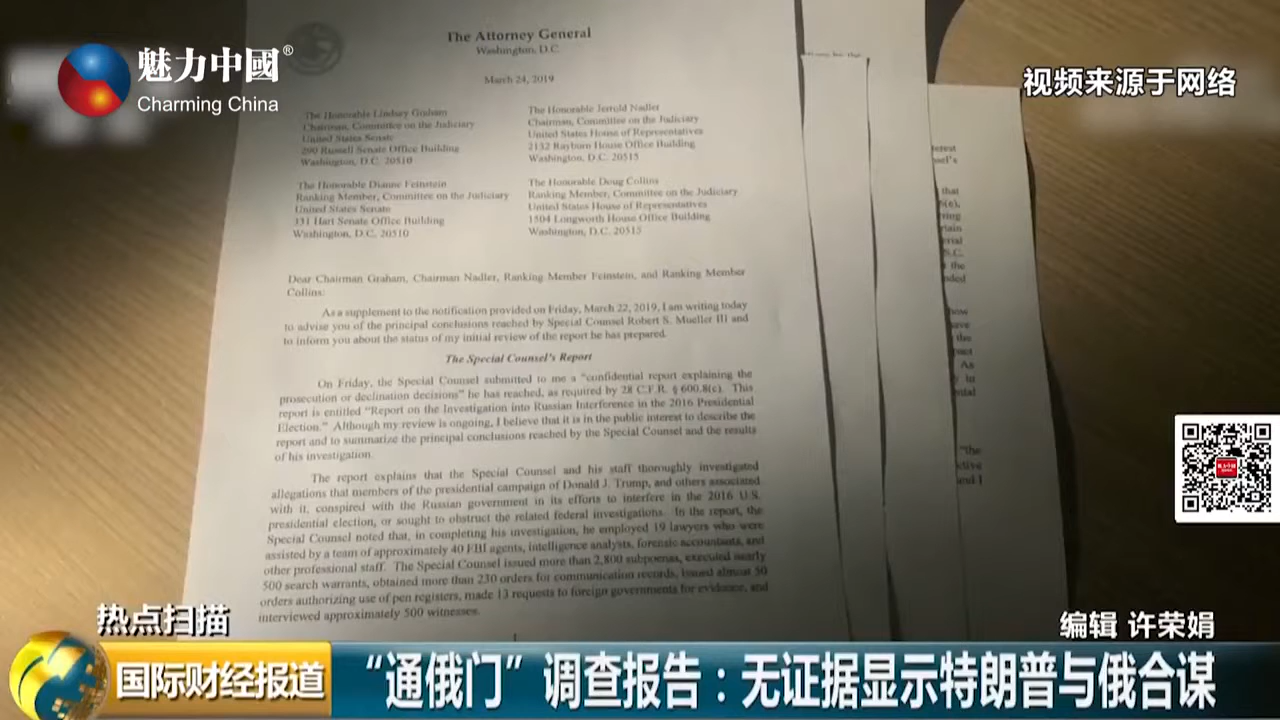 魅力中國®
Charming China
视频来源于网络
The Attorney General
Washington, D.C.
March 24, 2019
The Honorable Lindsay Graham
Chairman, Committee on the Judiciary
United States Senate
290 Russell Senate Office Building
Washington, D.C. 20510
The Honorable Jerrold Nadler
Chairman, Committee on the Judiciary
United States House of Representatives
2132 Rayburn House Office Building
Washington, D.C. 20515
The Honorable Dianne Feinstein
Ranking Member, Committee on the Judiciary
United States Senate
331 Hart Senate Office Building
Washington, D.C. 20510
The Honorable Doug Collins
Ranking Member, Committee on the Judiciary
United States House of Representatives
1504 Longworth House Office Building
Washington, D.C. 20515
Dear Chairman Graham, Chairman Nadler, Ranking Member Feinstein, and Ranking Member
Collins:
As a supplement to the notification provided on Friday, March 22, 2019, I am writing today
to advise you of the principal conclusions reached by Special Counsel Robert S. Mueller III and
to inform you about the status of my initial review of the report he has prepared.
The Special Counsel's Report
On Friday, the Special Counsel submitted to me a "confidential report explaining the
prosecution or declination decisions" he has reached, as required by 28 C.F.R. § 600.8(c). This
report is entitled "Report on the Investigation into Russian Interference in the 2016 Presidential
Election." Although my review is ongoing, I believe that it is in the public interest to describe the
report and to summarize the principal conclusions reached by the Special Counsel and the results
of his investigation.
The report explains that the Special Counsel and his staff thoroughly investigated
allegations that members of the presidential campaign of Donald J. Trump, and others associated
with it, conspired with the Russian government in its efforts to interfere in the 2016 U.S.
presidential election, or sought to obstruct the related federal investigations. In the report, the
Special Counsel noted that, in completing his investigation, he employed 19 lawyers who were
assisted by a team of approximately 40 FBI agents, intelligence analysts, forensic accountants, and
other professional staff. The Special Counsel issued more than 2,800 subpoenas, executed nearly
500 search warrants, obtained more than 230 orders for communication records, issued almost 50
orders authorizing use of pen registers, made 13 requests to foreign governments for evidence, and
interviewed approximately 500 witnesses.
that
the
As
in
"the
and I
热点扫描
编辑 许荣娟
国际财经报道
“通俄门”调查报告:无证据显示特朗普与俄合谋